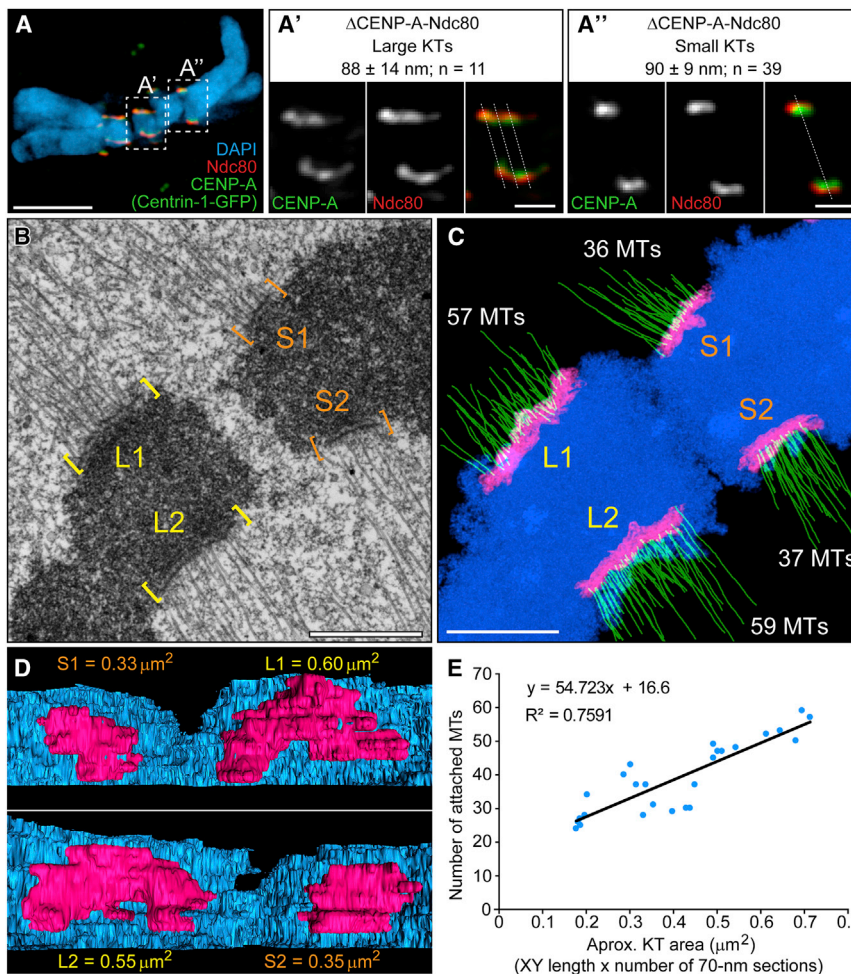 A
A'
A''
DAPI
Ndc80
CENP-A
(Centrin-1-GFP)
A'
ΔCENP-A-Ndc80
Large KTs
88 ± 14 nm; n = 11
CENP-A
Ndc80
A''
ΔCENP-A-Ndc80
Small KTs
90 ± 9 nm; n = 39
CENP-A
Ndc80
B
S1
S2
L1
L2
C
36 MTs
57 MTs
S1
S2
L1
L2
37 MTs
59 MTs
D
S1 = 0.33 μm²
L1 = 0.60 μm²
L2 = 0.55 μm²
S2 = 0.35 μm²
E
y = 54.723x + 16.6
R² = 0.7591
Number of attached MTs
70
60
50
40
30
20
10
0
0 0.1 0.2 0.3 0.4 0.5 0.6 0.7 0.
Aprox. KT area (μm²)
(XY length x number of 70-nm sections)